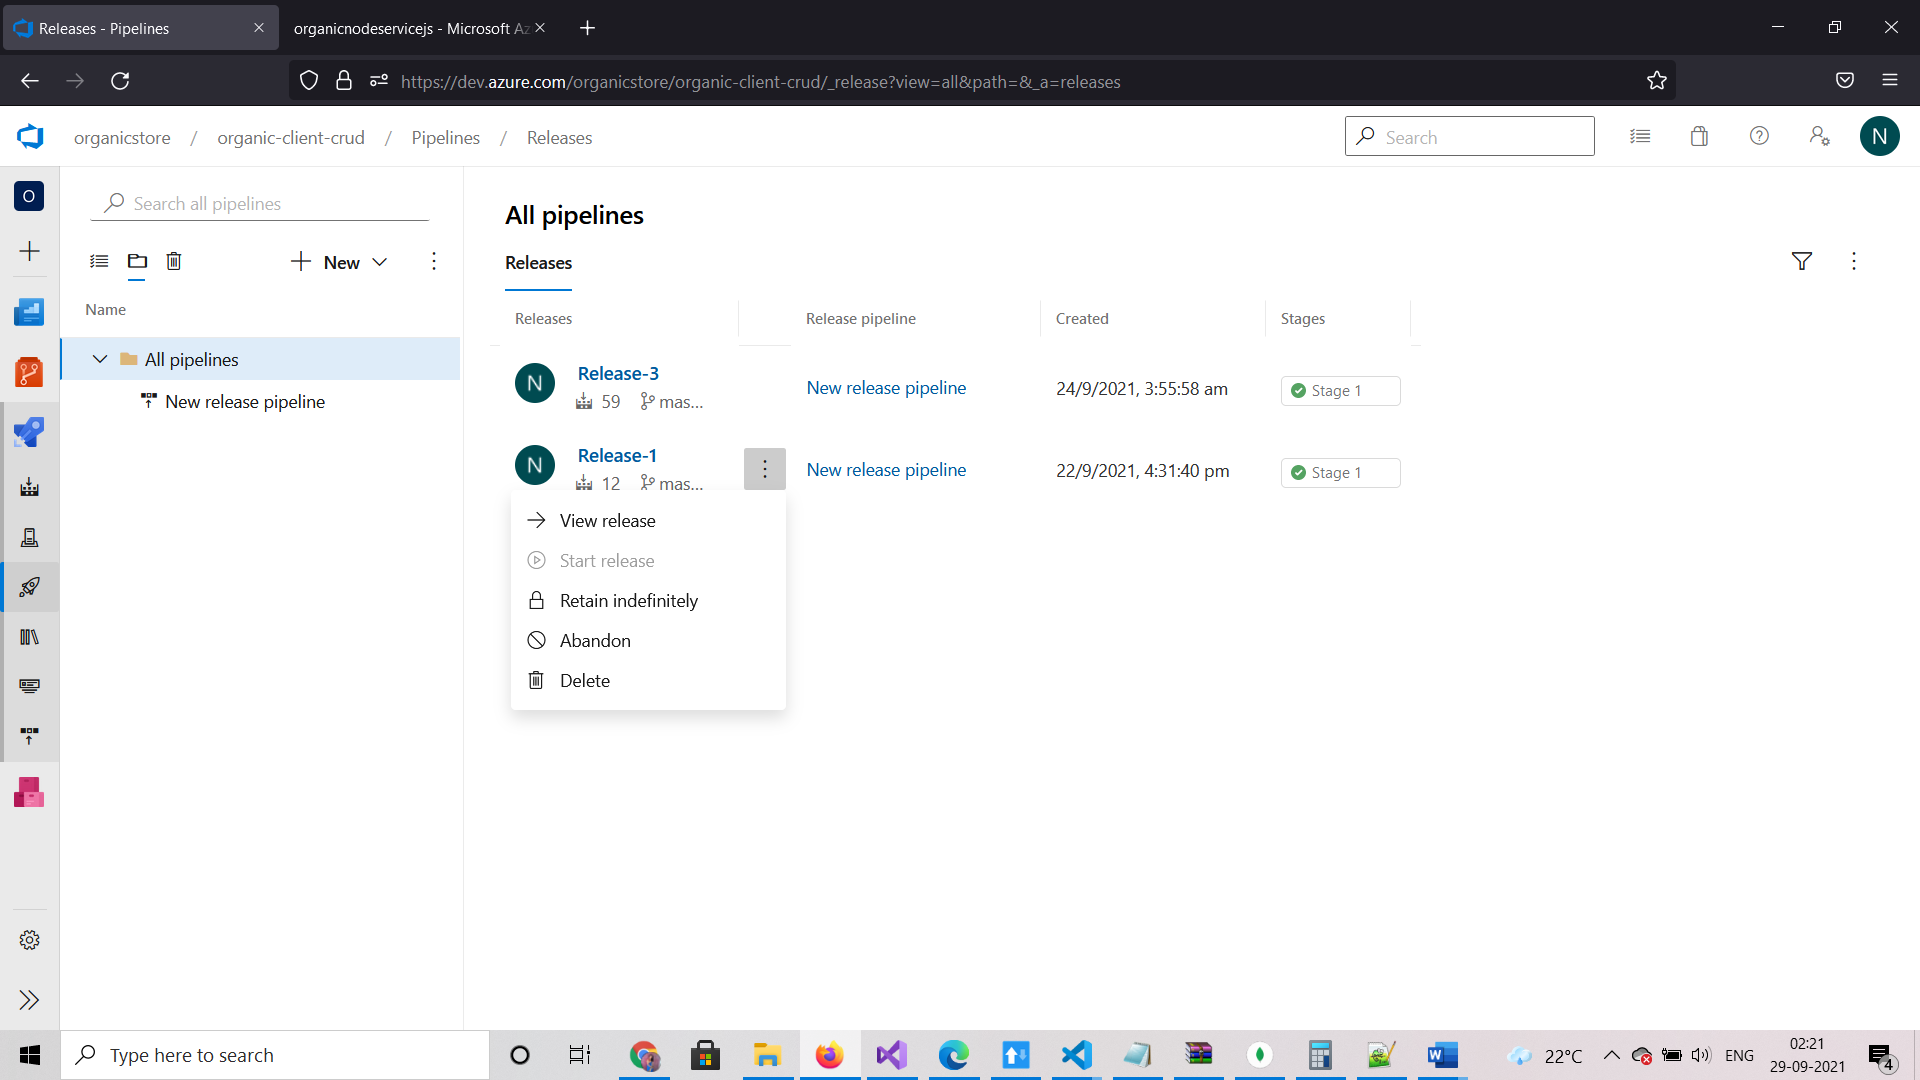 Releases - Pipelines
organicnodeservicejs - Microsoft Az
https://dev.azure.com/organicstore/organic-client-crud/_release?view=all&path=&_a=releases
organicstore / organic-client-crud / Pipelines / Releases
Search
N
O
Search all pipelines
New
Name
All pipelines
New release pipeline
All pipelines
Releases
Releases Release pipeline Created Stages
N Release-3 New release pipeline 24/9/2021, 3:55:58 am Stage 1
59 mas...
N Release-1 New release pipeline 22/9/2021, 4:31:40 pm Stage 1
12 mas...
View release
Start release
Retain indefinitely
Abandon
Delete
Type here to search
22°C
ENG
02:21
29-09-2021
4